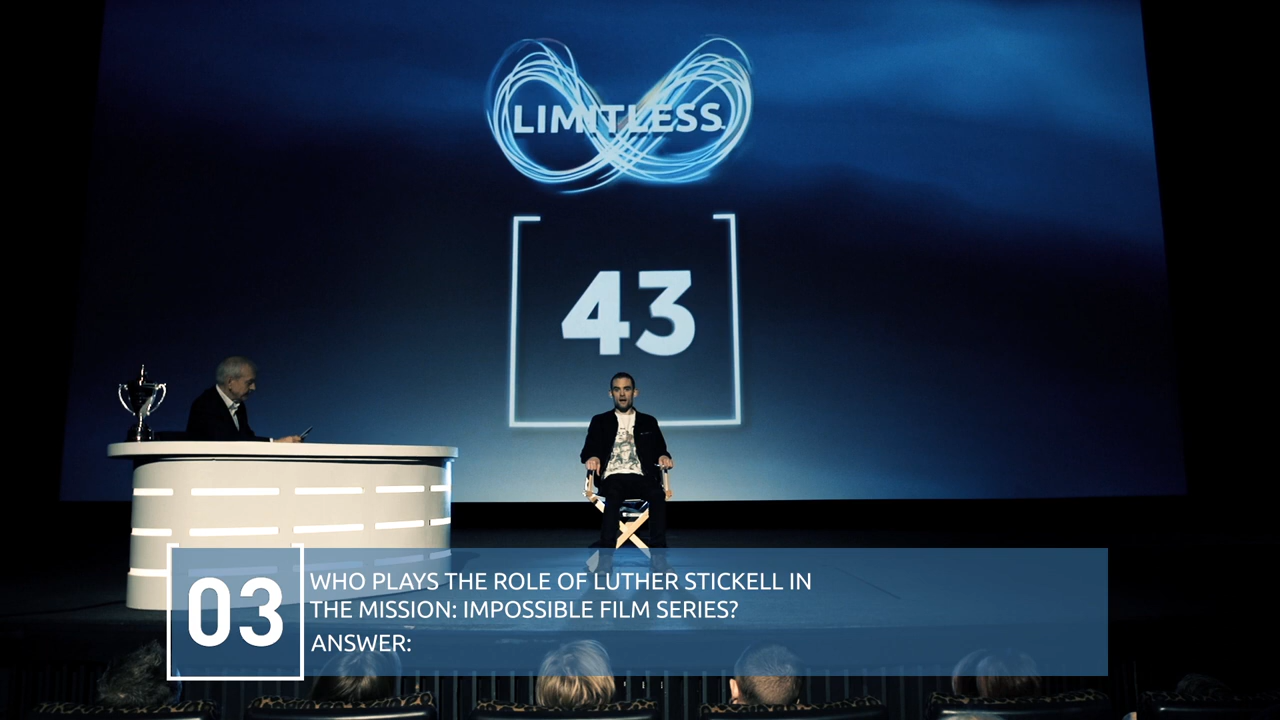 LIMITLESS
43
03
WHO PLAYS THE ROLE OF LUTHER STICKELL IN
THE MISSION: IMPOSSIBLE FILM SERIES?
ANSWER: